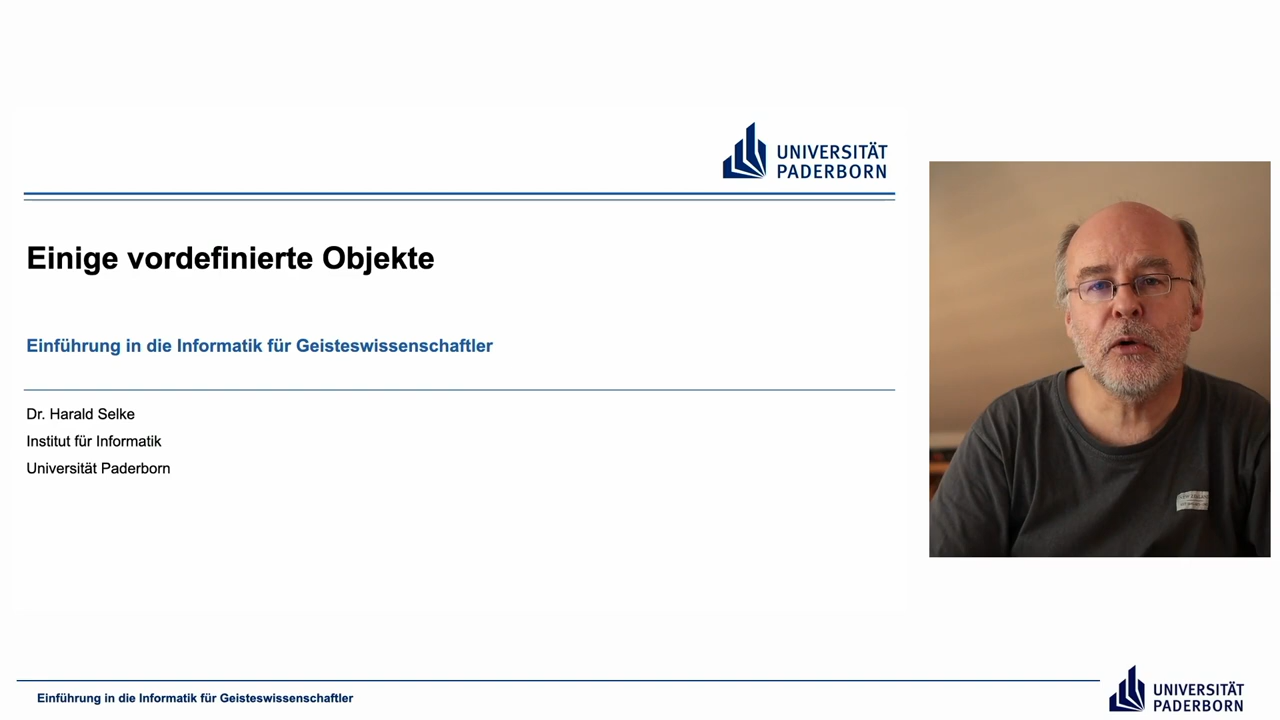 UNIVERSITÄT
PADERBORN
Einige vordefinierte Objekte
Einführung in die Informatik für Geisteswissenschaftler
Dr. Harald Selke
Institut für Informatik
Universität Paderborn
Einführung in die Informatik für Geisteswissenschaftler
UNIVERSITÄT
PADERBORN